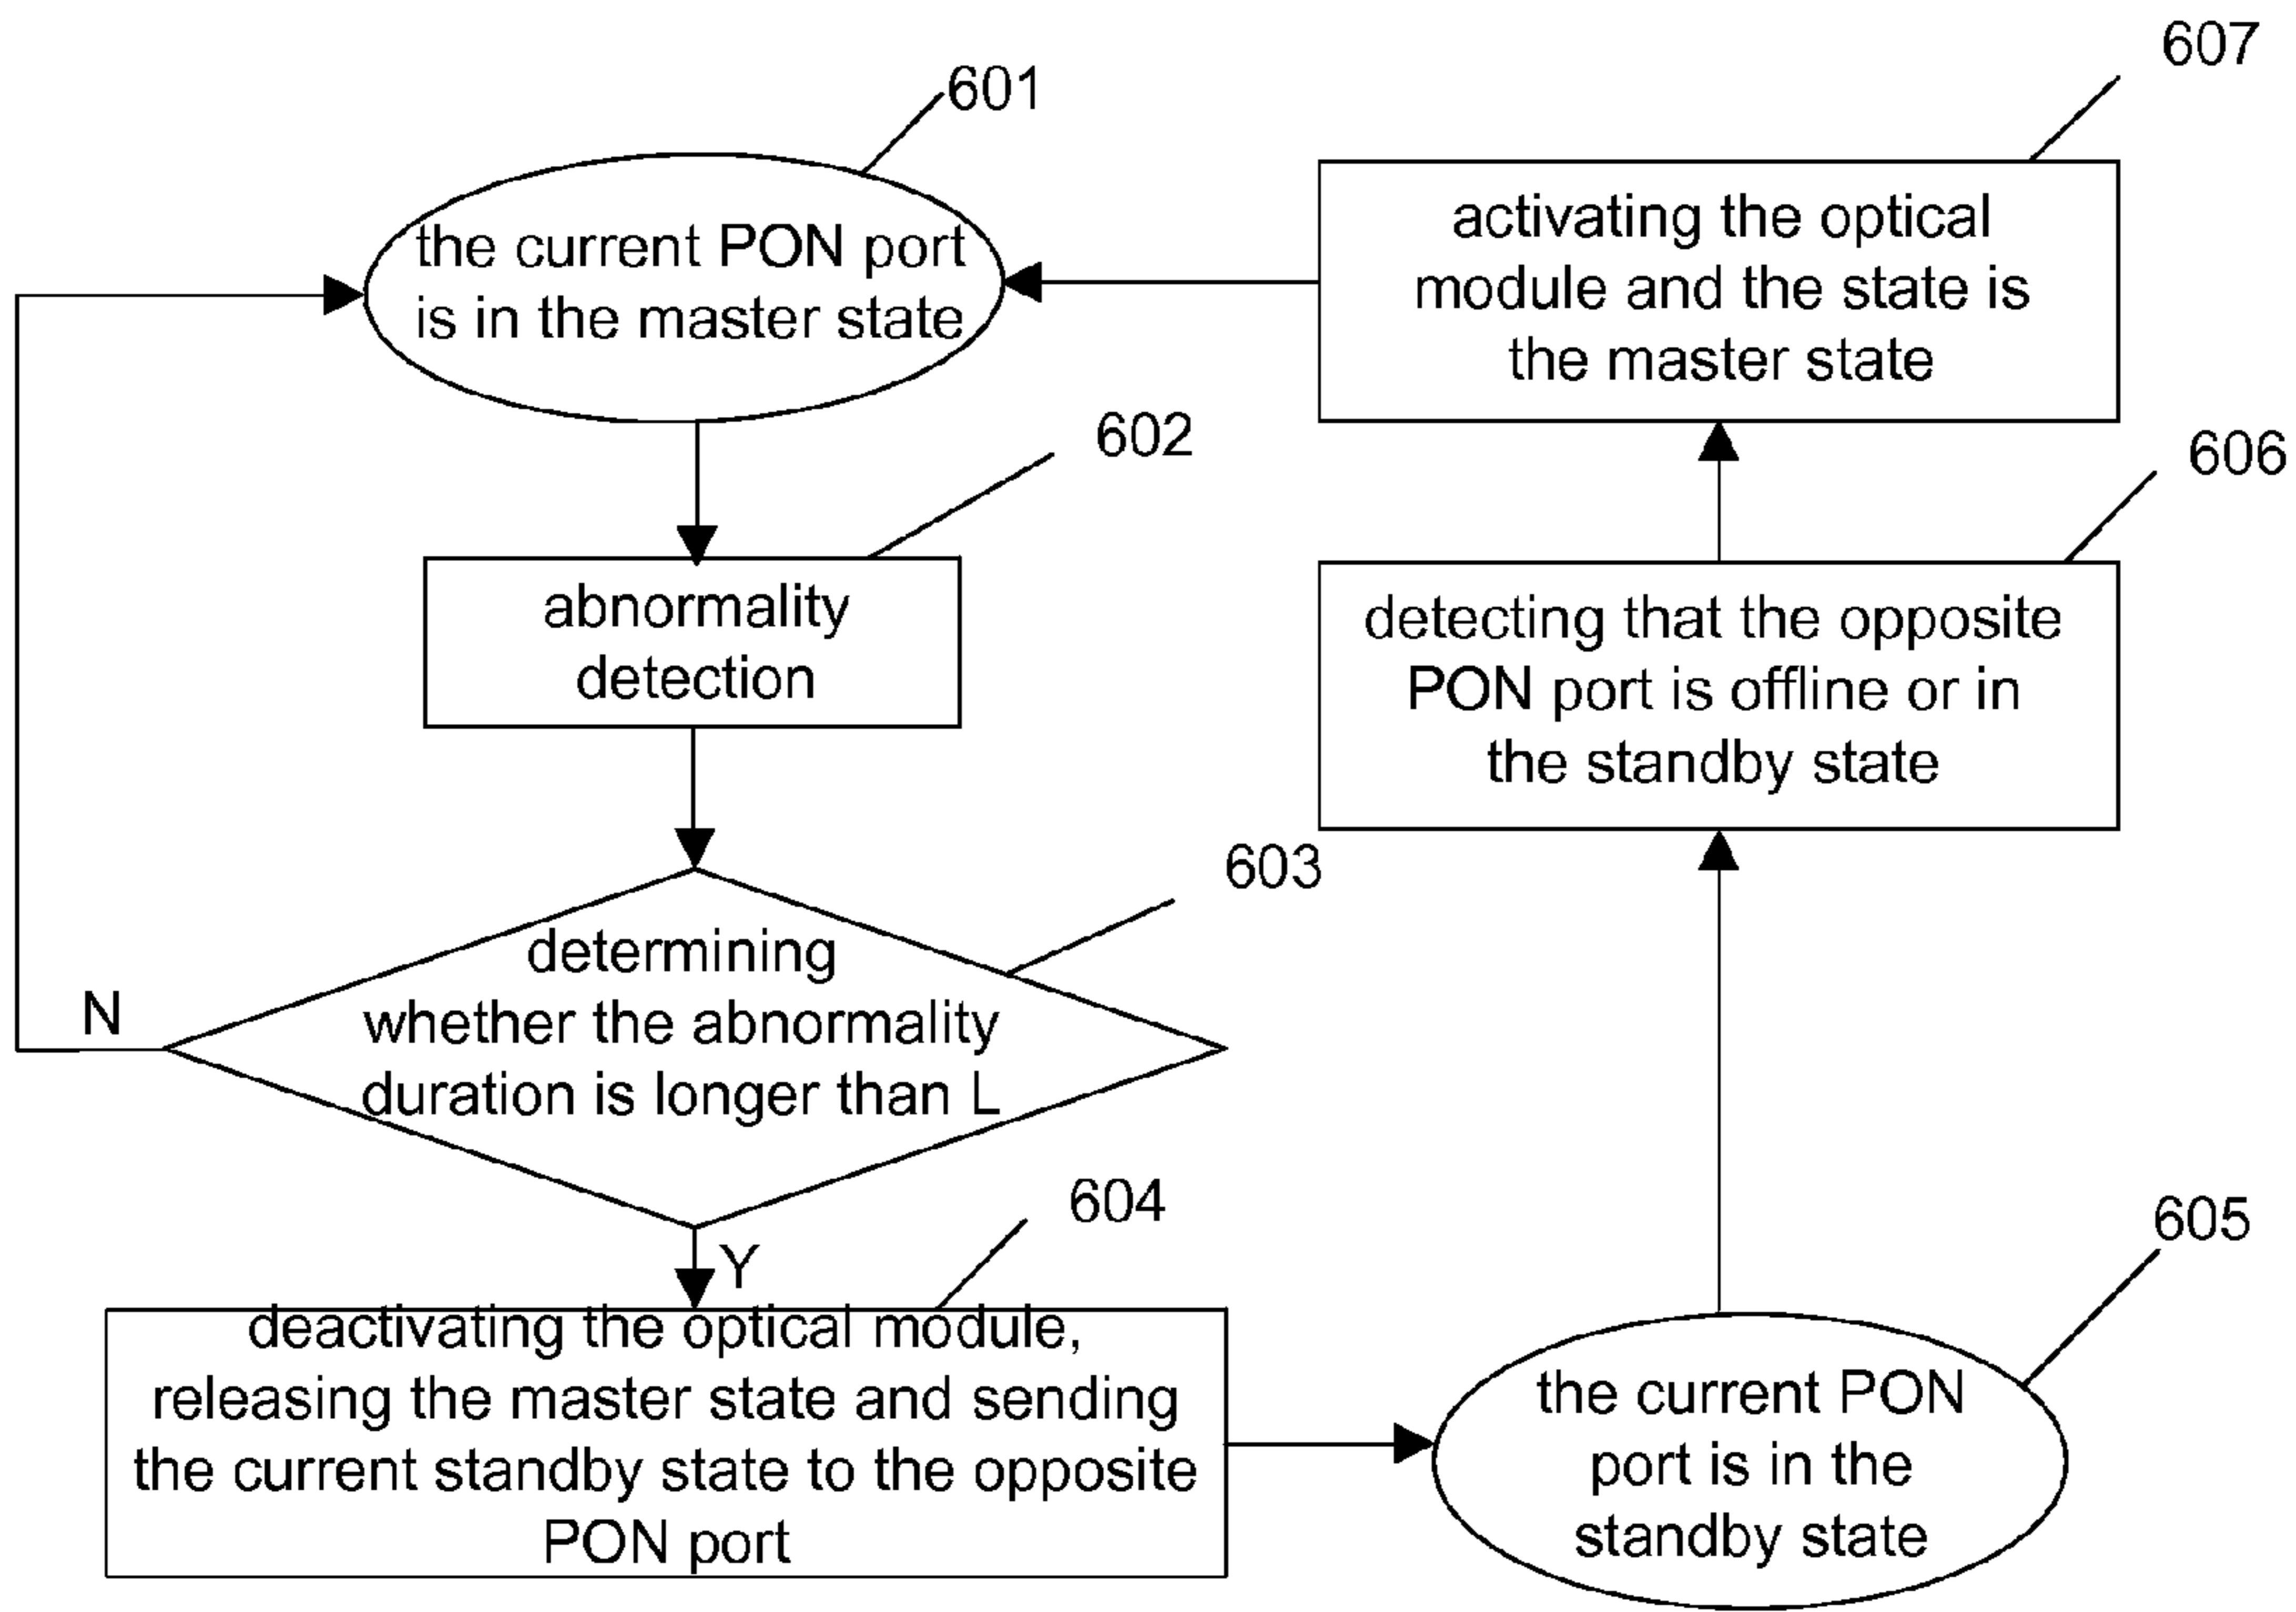 601
the current PON port
is in the master state
602
abnormality
detection
603
determining
whether the abnormality
duration is longer than L
N
Y
604
deactivating the optical module,
releasing the master state and sending
the current standby state to the opposite
PON port
605
the current PON
port is in the
standby state
606
detecting that the opposite
PON port is offline or in
the standby state
607
activating the optical
module and the state is
the master state